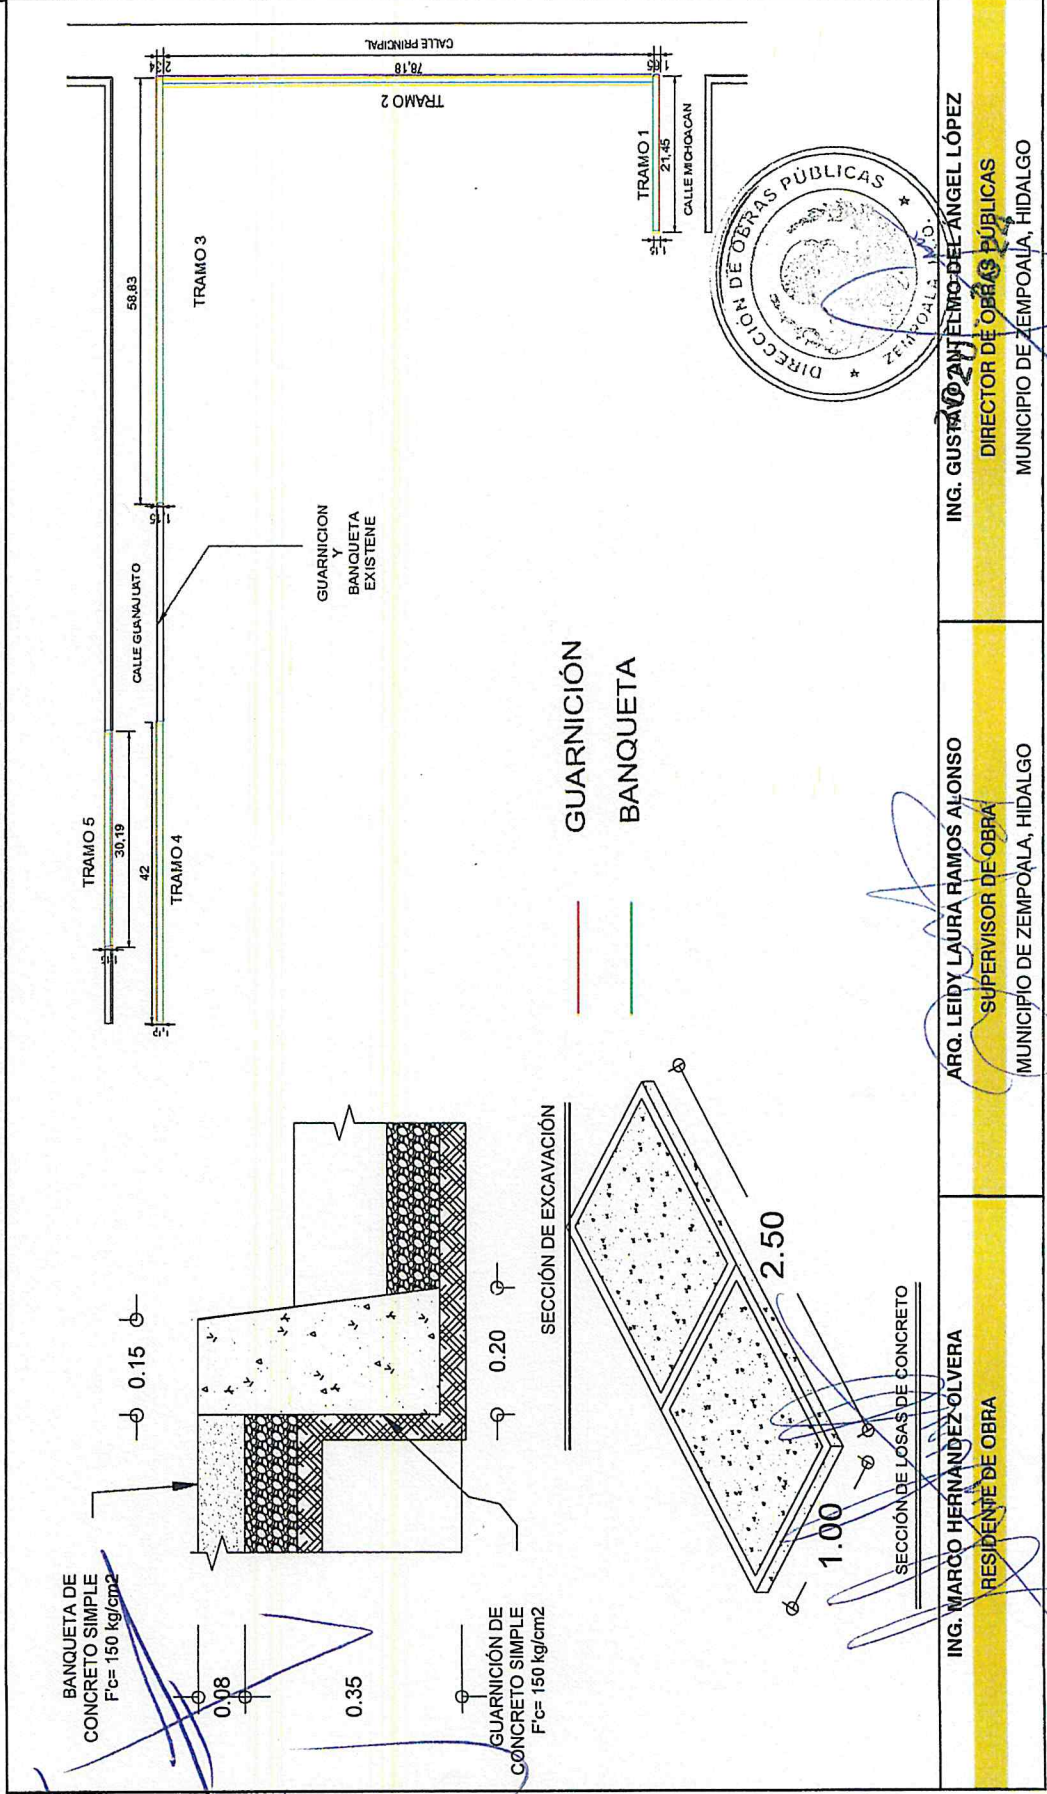 BANQUETA DE
CONCRETO SIMPLE
F'c= 150 kg/cm2
0.08
0.35
GUARNICIÓN DE
CONCRETO SIMPLE
F'c= 150 kg/cm2
0.15
0.20
SECCIÓN DE EXCAVACIÓN
1.00
2.50
SECCIÓN DE LOSAS DE CONCRETO
TRAMO 5
30,19
42
TRAMO 4
CALLE GUANAJUATO
1,15
GUARNICION
Y
BANQUETA
EXISTENE
58,83
TRAMO 3
2,34
CALLE PRINCIPAL
78,18
TRAMO 2
1,65
TRAMO 1
21,45
CALLE MICHOACAN
GUARNICIÓN
BANQUETA
DIRECCIÓN DE OBRAS PÚBLICAS
ZEMPOALA
ING. MARCO HERNANDEZ OLVERA
RESIDENTE DE OBRA
ARQ. LEIDY LAURA RAMOS ALONSO
SUPERVISOR DE OBRA
MUNICIPIO DE ZEMPOALA, HIDALGO
ING. GUSTAVO ANTELMO DEL ÁNGEL LÓPEZ
DIRECTOR DE OBRAS PÚBLICAS
MUNICIPIO DE ZEMPOALA, HIDALGO